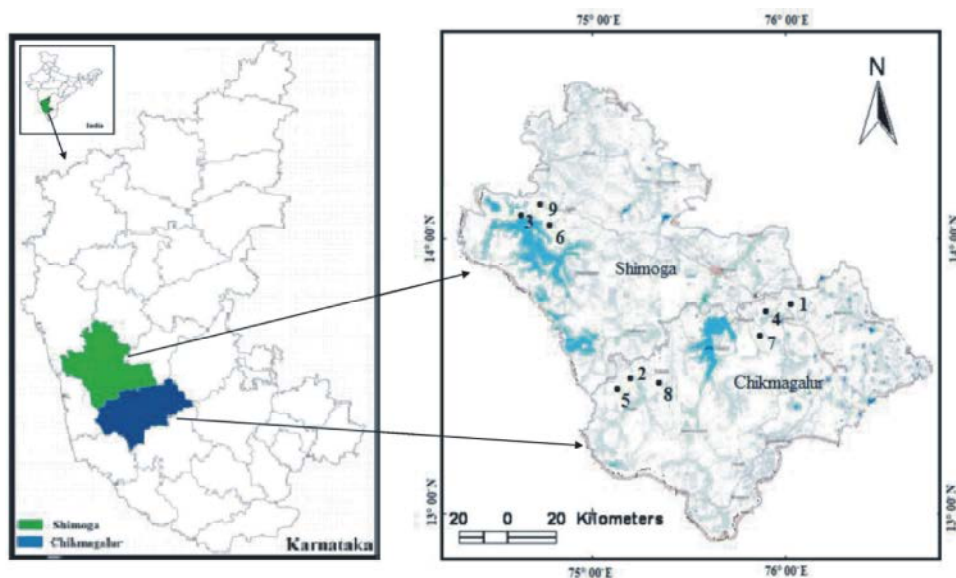 India
Shimoga
Chikmagalur
Karnataka
75° 00'E
76° 00'E
N
14° 00'N
14° 00'N
9
3
6
Shimoga
1
4
7
2
Chikmagalur
5
8
13° 00'N
13° 00'N
20 0 20 Kilometers
75° 00'E
76° 00'E